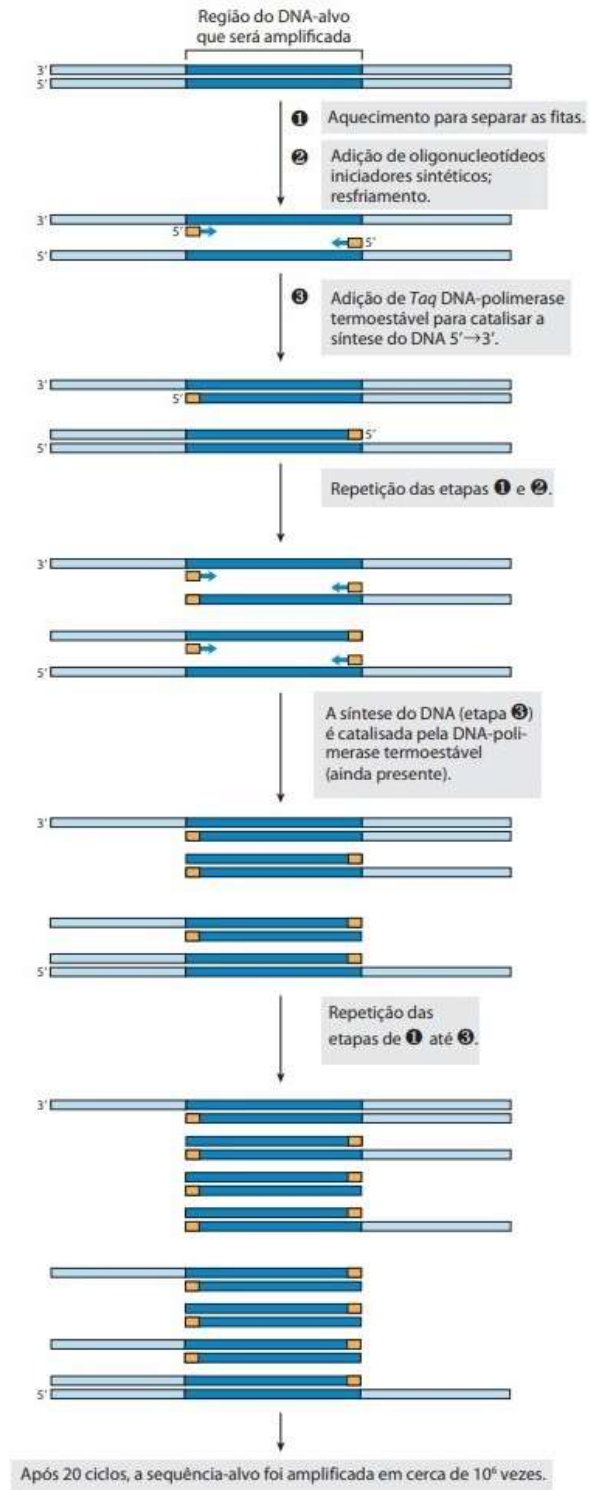 Região do DNA-alvo
que será amplificada
3'
5'
❶ Aquecimento para separar as fitas.
❷ Adição de oligonucleotídeos
iniciadores sintéticos;
resfriamento.
3'
5'
5'
5'
❸ Adição de Taq DNA-polimerase
termoestável para catalisar a
síntese do DNA 5'→3'.
3'
5'
5'
5'
Repetição das etapas ❶ e ❷.
3'
5'
A síntese do DNA (etapa ❸)
é catalisada pela DNA-poli-
merase termoestável
(ainda presente).
3'
5'
Repetição das
etapas de ❶ até ❸.
3'
5'
Após 20 ciclos, a sequência-alvo foi amplificada em cerca de 10⁶ vezes.